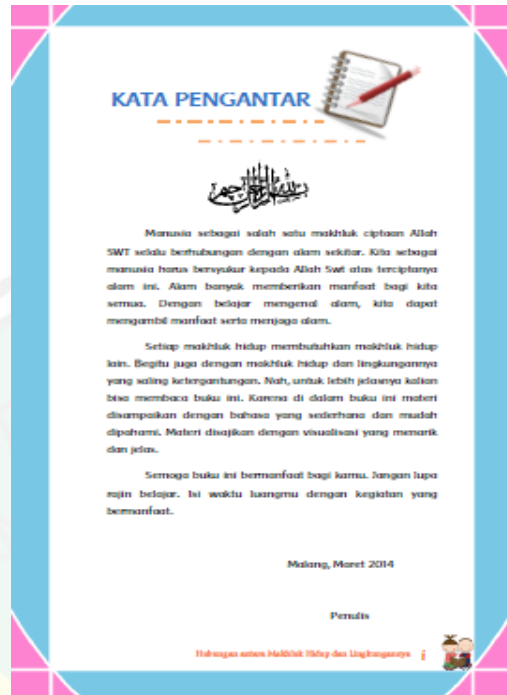 KATA PENGANTAR
Manusia sebagai salah satu makhluk ciptaan Allah
SWT selalu berhubungan dengan alam sekitar. Kita sebagai
manusia harus bersyukur kepada Allah Swt atas terciptanya
alam ini. Alam banyak memberikan manfaat bagi kita
semua. Dengan belajar mengenal alam, kita dapat
mengambil manfaat serta menjaga alam.
Setiap makhluk hidup membutuhkan makhluk hidup
lain. Begitu juga dengan makhluk hidup dan lingkungannya
yang saling ketergantungan. Nah, untuk lebih jelasnya kalian
bisa membaca buku ini. Karena di dalam buku ini materi
disampaikan dengan bahasa yang sederhana dan mudah
dipahami. Materi disajikan dengan visualisasi yang menarik
dan jelas.
Semoga buku ini bermanfaat bagi kamu. Jangan lupa
rajin belajar. Isi waktu luangmu dengan kegiatan yang
bermanfaat.
Malang, Maret 2014
Penulis
Hubungan antara Makhluk Hidup dan Lingkungannya i